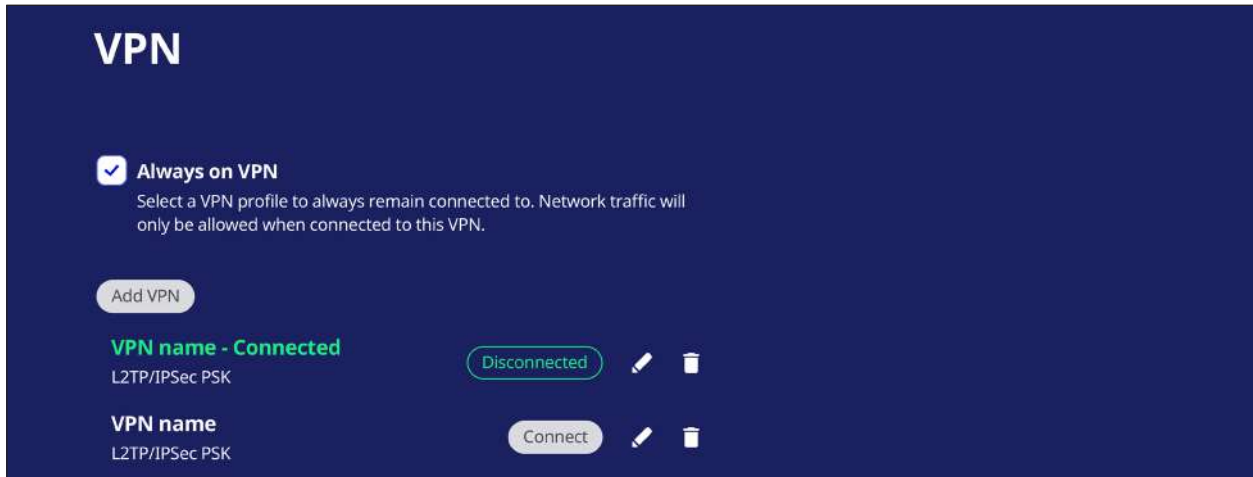 VPN
Always on VPN
Select a VPN profile to always remain connected to. Network traffic will
only be allowed when connected to this VPN.
Add VPN
VPN name - Connected
Disconnected
L2TP/IPSec PSK
VPN name
Connect
L2TP/IPSec PSK